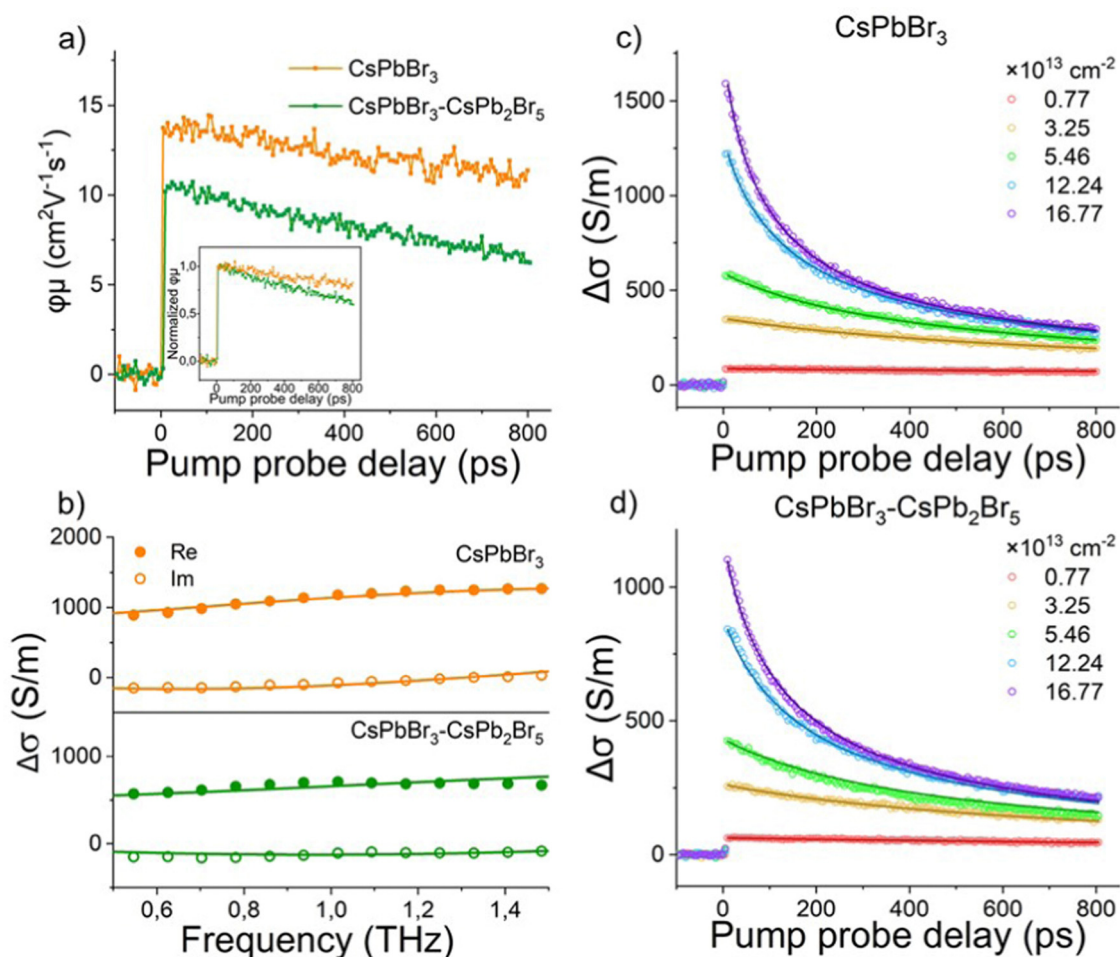 a)
CsPbBr₃
CsPbBr₃-CsPb₂Br₅
15
10
5
0
φμ (cm²V⁻¹s⁻¹)
0 200 400 600 800
Pump probe delay (ps)
1,0
0,5
0,0
Normalized φμ
0 200 400 600 800
Pump probe delay (ps)
b)
2000
1000
0
1000
0
Δσ (S/m)
Re
Im
CsPbBr₃
CsPbBr₃-CsPb₂Br₅
0,6 0,8 1,0 1,2 1,4
Frequency (THz)
c)
CsPbBr₃
×10¹³ cm⁻²
0.77
3.25
5.46
12.24
16.77
1500
1000
500
0
Δσ (S/m)
0 200 400 600 800
Pump probe delay (ps)
d)
CsPbBr₃-CsPb₂Br₅
×10¹³ cm⁻²
0.77
3.25
5.46
12.24
16.77
1000
500
0
Δσ (S/m)
0 200 400 600 800
Pump probe delay (ps)